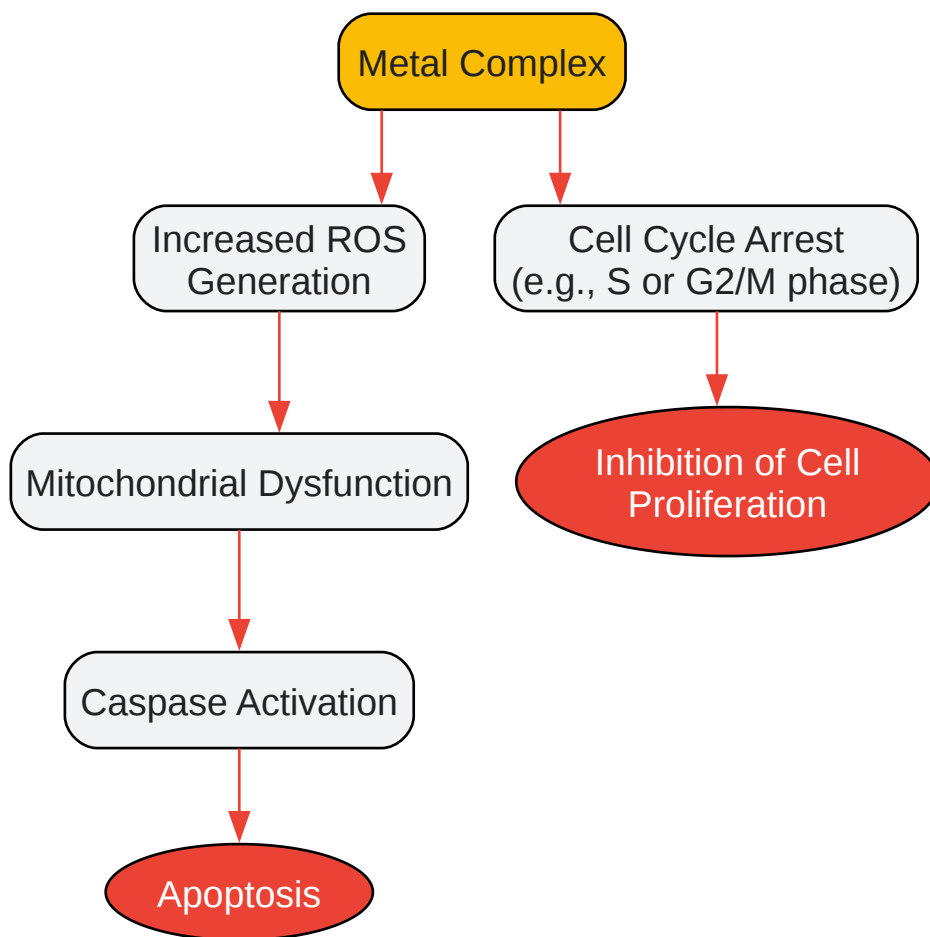 Metal Complex
Increased ROS
Generation
Cell Cycle Arrest
(e.g., S or G2/M phase)
Mitochondrial Dysfunction
Inhibition of Cell
Proliferation
Caspase Activation
Apoptosis